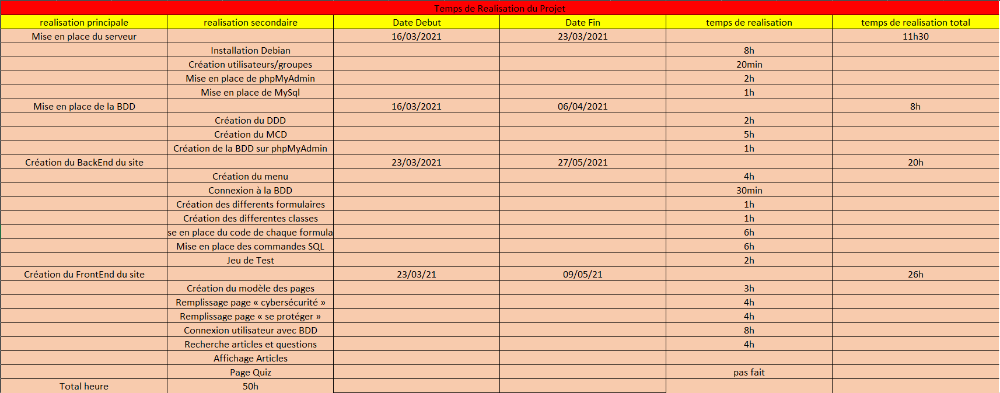 Temps de Realisation du Projet
realisation principale realisation secondaire Date Debut Date Fin temps de realisation temps de realisation total
Mise en place du serveur 16/03/2021 23/03/2021 11h30
Installation Debian 8h
Création utilisateurs/groupes 20min
Mise en place de phpMyAdmin 2h
Mise en place de MySql 1h
Mise en place de la BDD 16/03/2021 06/04/2021 8h
Création du DDD 2h
Création du MCD 5h
Création de la BDD sur phpMyAdmin 1h
Création du BackEnd du site 23/03/2021 27/05/2021 20h
Création du menu 4h
Connexion à la BDD 30min
Création des differents formulaires 1h
Création des differentes classes 1h
se en place du code de chaque formula 6h
Mise en place des commandes SQL 6h
Jeu de Test 2h
Création du FrontEnd du site 23/03/21 09/05/21 26h
Création du modèle des pages 3h
Remplissage page « cybersécurité » 4h
Remplissage page « se protéger » 4h
Connexion utilisateur avec BDD 8h
Recherche articles et questions 4h
Affichage Articles
Page Quiz pas fait
Total heure 50h